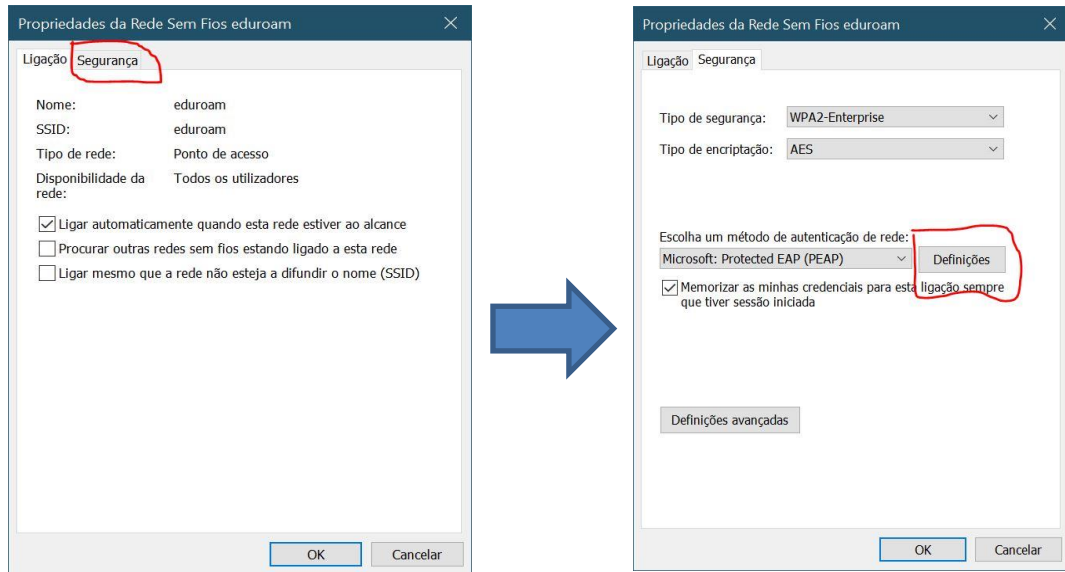 Propriedades da Rede Sem Fios eduroam
Ligação Segurança
Nome: eduroam
SSID: eduroam
Tipo de rede: Ponto de acesso
Disponibilidade da Todos os utilizadores
rede:
Ligar automaticamente quando esta rede estiver ao alcance
Procurar outras redes sem fios estando ligado a esta rede
Ligar mesmo que a rede não esteja a difundir o nome (SSID)
OK Cancelar
Propriedades da Rede Sem Fios eduroam
Ligação Segurança
Tipo de segurança: WPA2-Enterprise
Tipo de encriptação: AES
Escolha um método de autenticação de rede:
Microsoft: Protected EAP (PEAP) Definições
Memorizar as minhas credenciais para esta ligação sempre
que tiver sessão iniciada
Definições avançadas
OK Cancelar